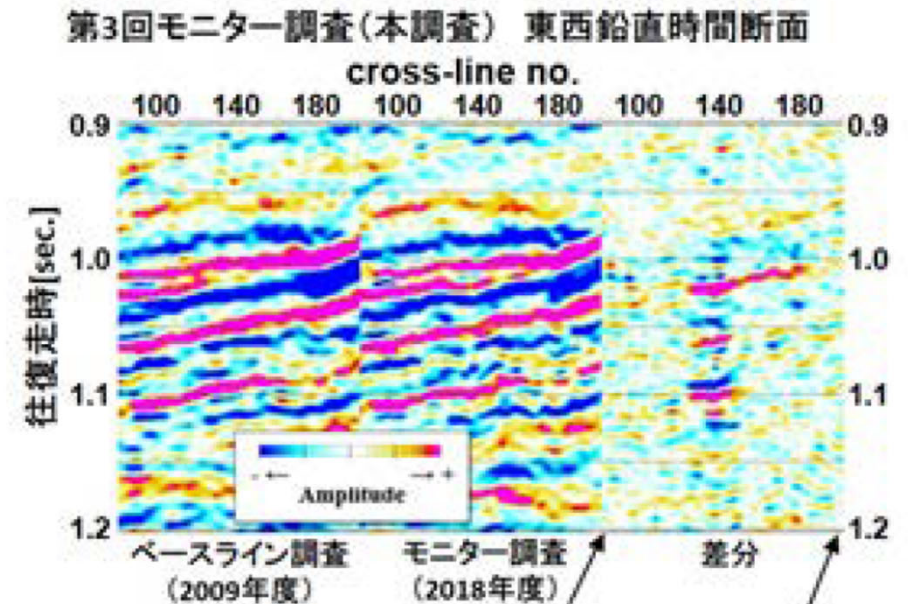 第3回モニター調査(本調査) 東西鉛直時間断面
cross-line no.
100 140 180 100 140 180 100 140 180
0.9 0.9
往復走時[sec.]
1.0 1.0
1.1 1.1
- ← → +
Amplitude
1.2 1.2
ベースライン調査 モニター調査 差分
(2009年度) (2018年度)